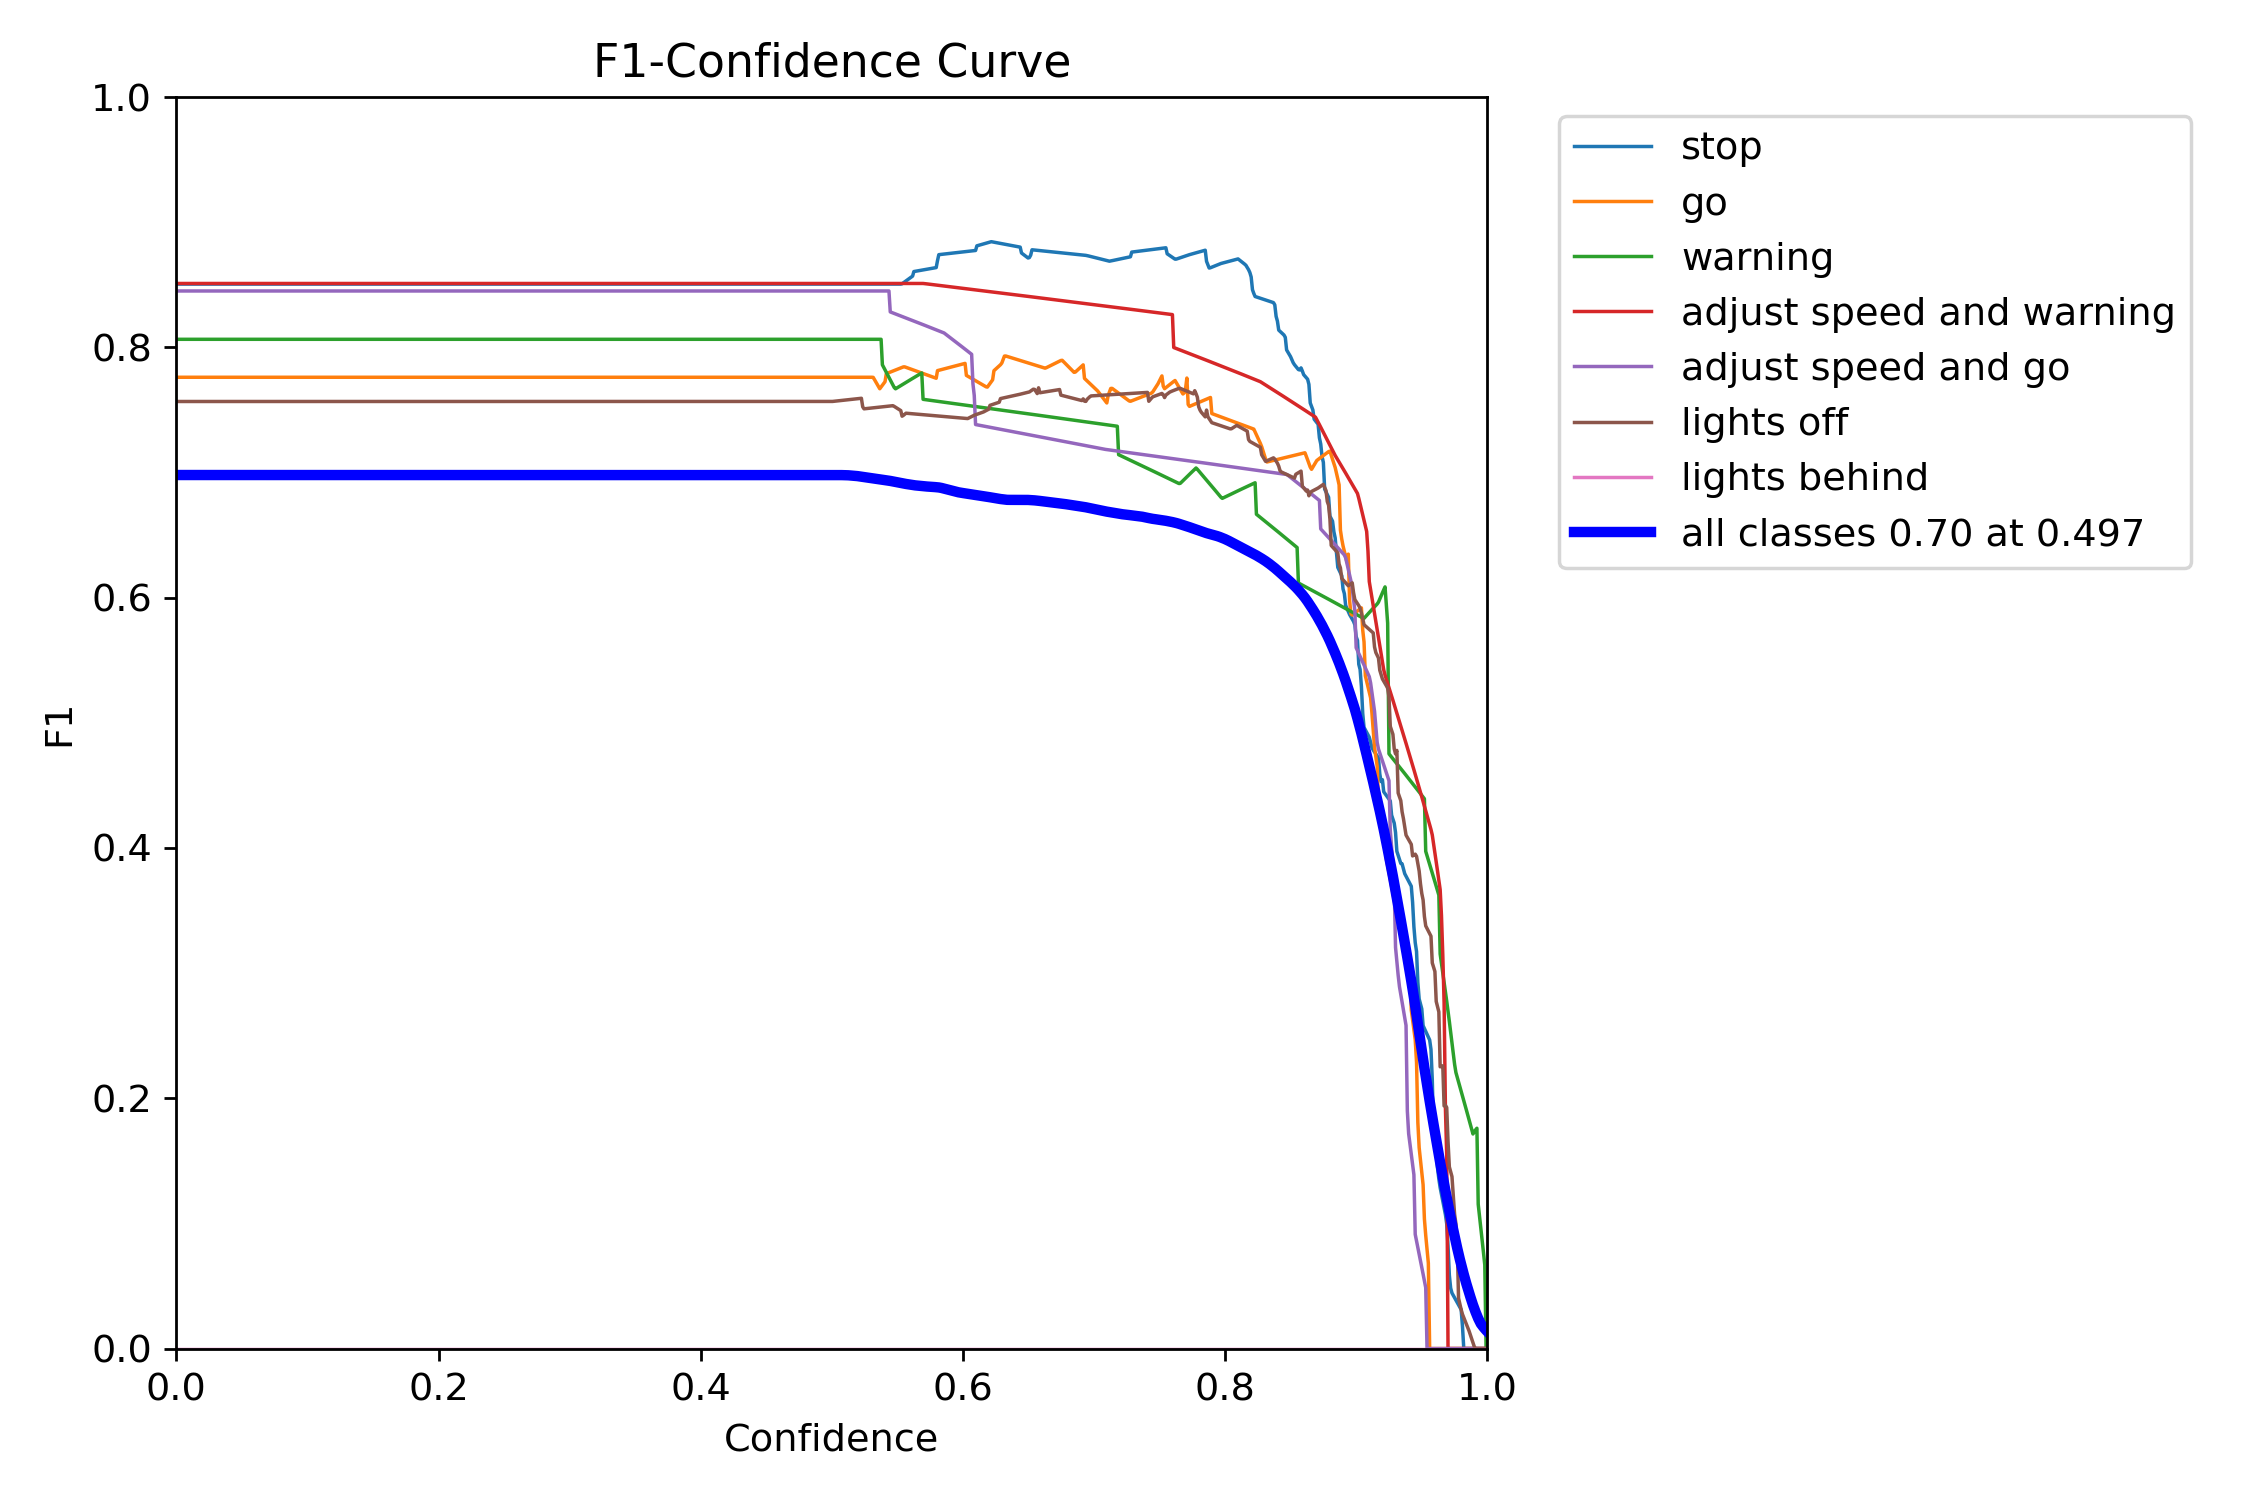 F1-Confidence Curve
1.0
0.8
0.6
0.4
0.2
0.0
F1
0.0 0.2 0.4 0.6 0.8 1.0
Confidence
stop
go
warning
adjust speed and warning
adjust speed and go
lights off
lights behind
all classes 0.70 at 0.497